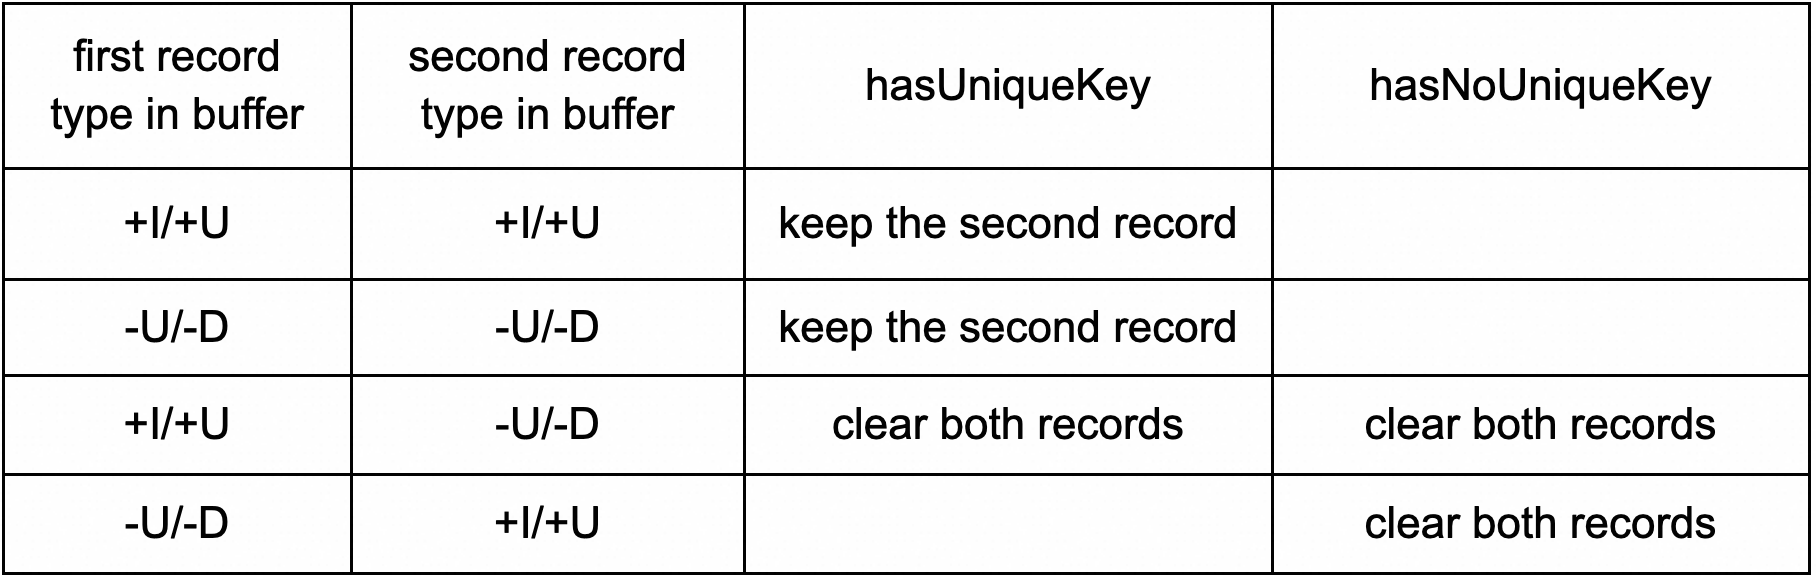 first record
type in buffer
second record
type in buffer
hasUniqueKey
hasNoUniqueKey
+I/+U
+I/+U
keep the second record
-U/-D
-U/-D
keep the second record
+I/+U
-U/-D
clear both records
clear both records
-U/-D
+I/+U
clear both records